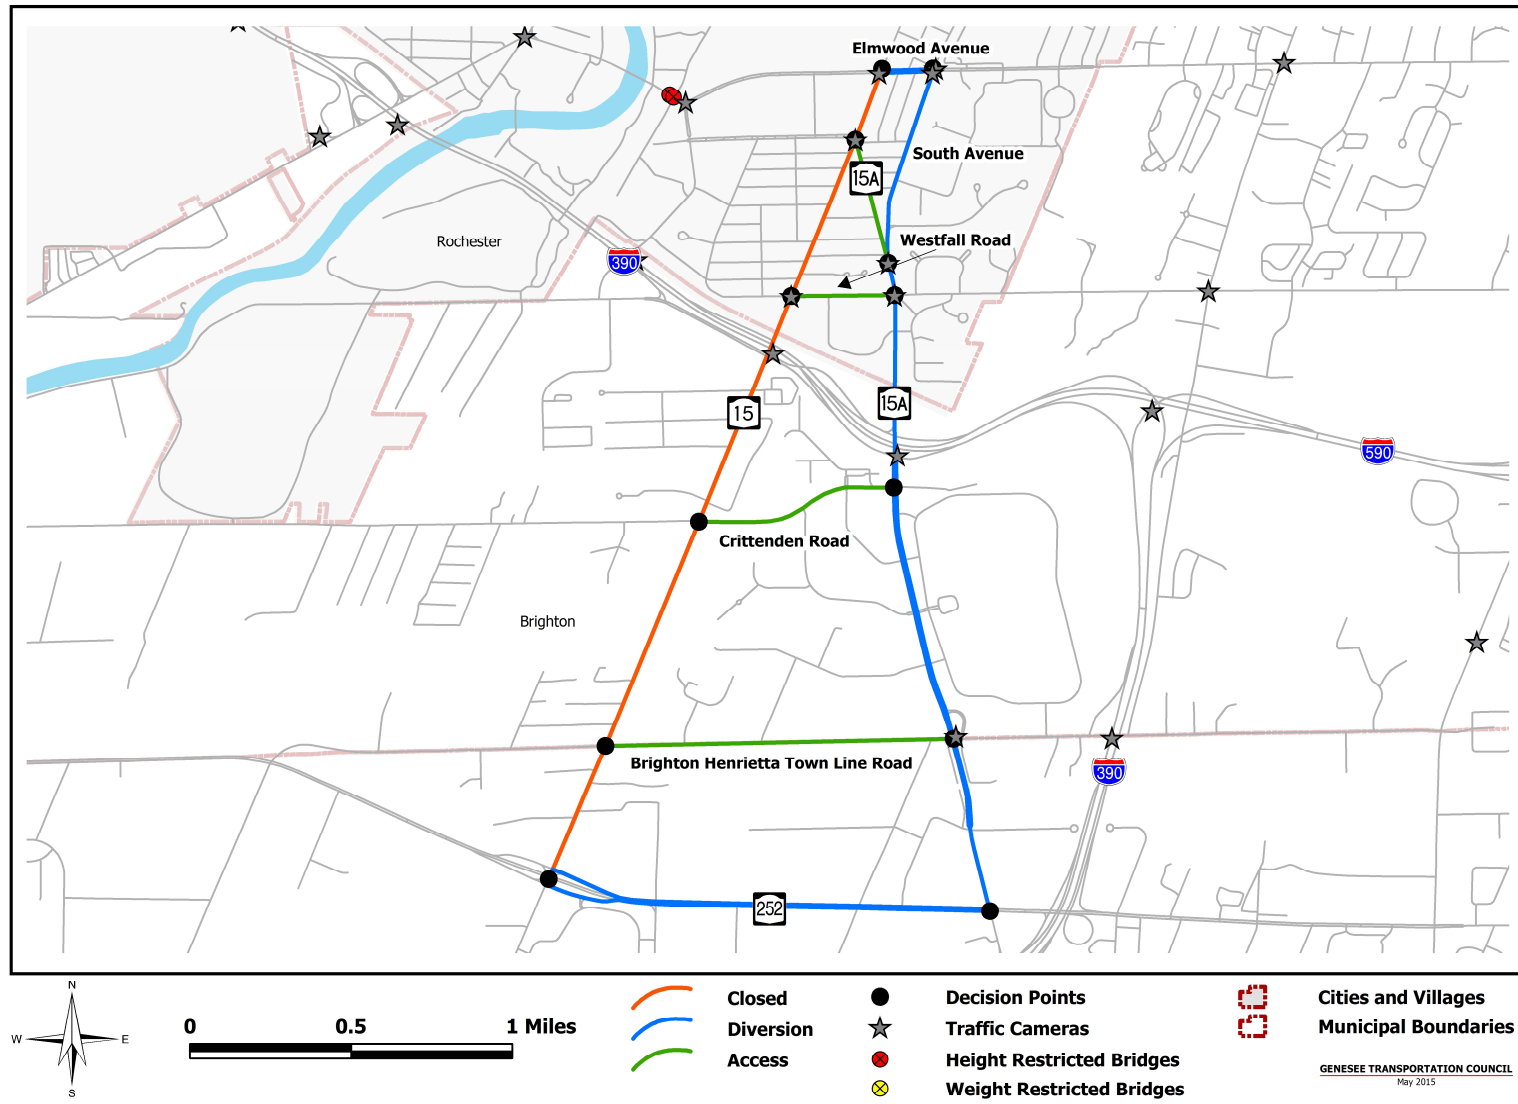 Elmwood Avenue
South Avenue
15A
Rochester
Westfall Road
390
15
15A
590
Crittenden Road
Brighton
Brighton Henrietta Town Line Road
390
252
N
W E
S
0 0.5 1 Miles
Closed
Diversion
Access
Decision Points
Traffic Cameras
Height Restricted Bridges
Weight Restricted Bridges
Cities and Villages
Municipal Boundaries
GENESEE TRANSPORTATION COUNCIL
May 2015